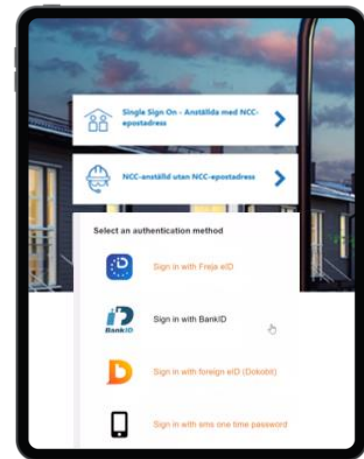 Single Sign On - Anställda med NCC-
epostadress
NCC-anställd utan NCC-epostadress
Select an authentication method
Sign in with Freja eID
BankID
Sign in with BankID
Sign in with foreign eID (Dokobit)
Sign in with sms one time password